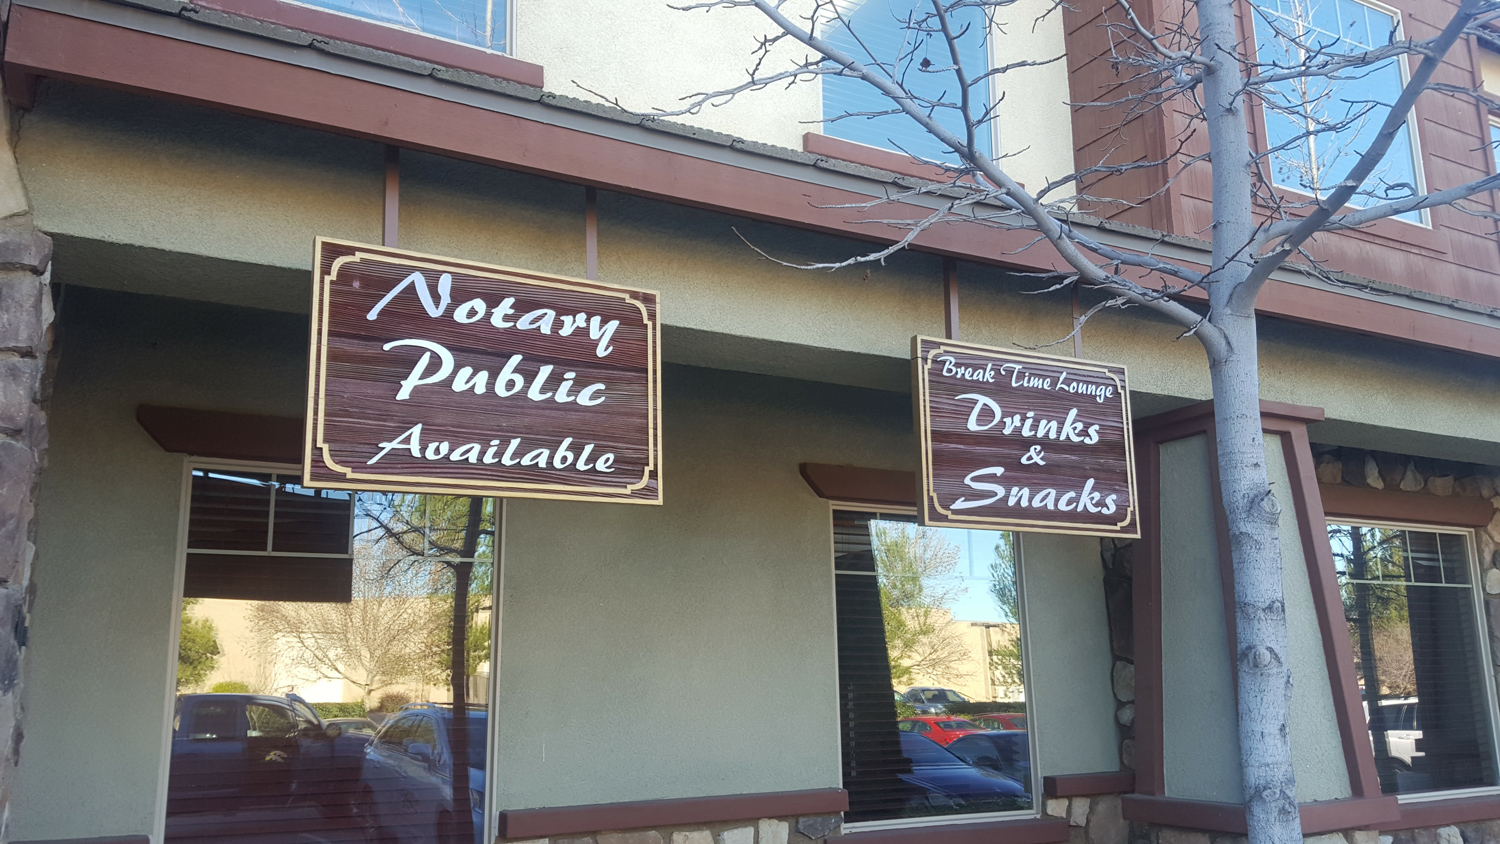 Notary
Public
Available
Break Time Lounge
Drinks
&
Snacks